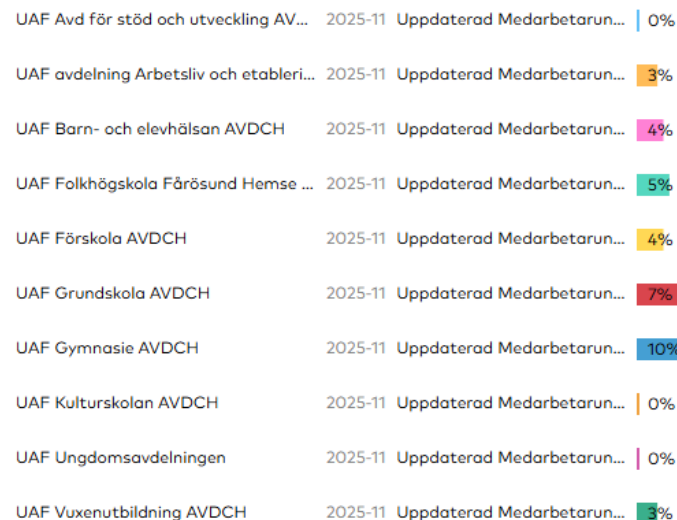 UAF Avd för stöd och utveckling AV... 2025-11 Uppdaterad Medarbetarun... 0%
UAF avdelning Arbetsliv och etableri... 2025-11 Uppdaterad Medarbetarun... 3%
UAF Barn- och elevhälsan AVDCH 2025-11 Uppdaterad Medarbetarun... 4%
UAF Folkhögskola Fårösund Hemse ... 2025-11 Uppdaterad Medarbetarun... 5%
UAF Förskola AVDCH 2025-11 Uppdaterad Medarbetarun... 4%
UAF Grundskola AVDCH 2025-11 Uppdaterad Medarbetarun... 7%
UAF Gymnasie AVDCH 2025-11 Uppdaterad Medarbetarun... 10%
UAF Kulturskolan AVDCH 2025-11 Uppdaterad Medarbetarun... 0%
UAF Ungdomsavdelningen 2025-11 Uppdaterad Medarbetarun... 0%
UAF Vuxenutbildning AVDCH 2025-11 Uppdaterad Medarbetarun... 3%